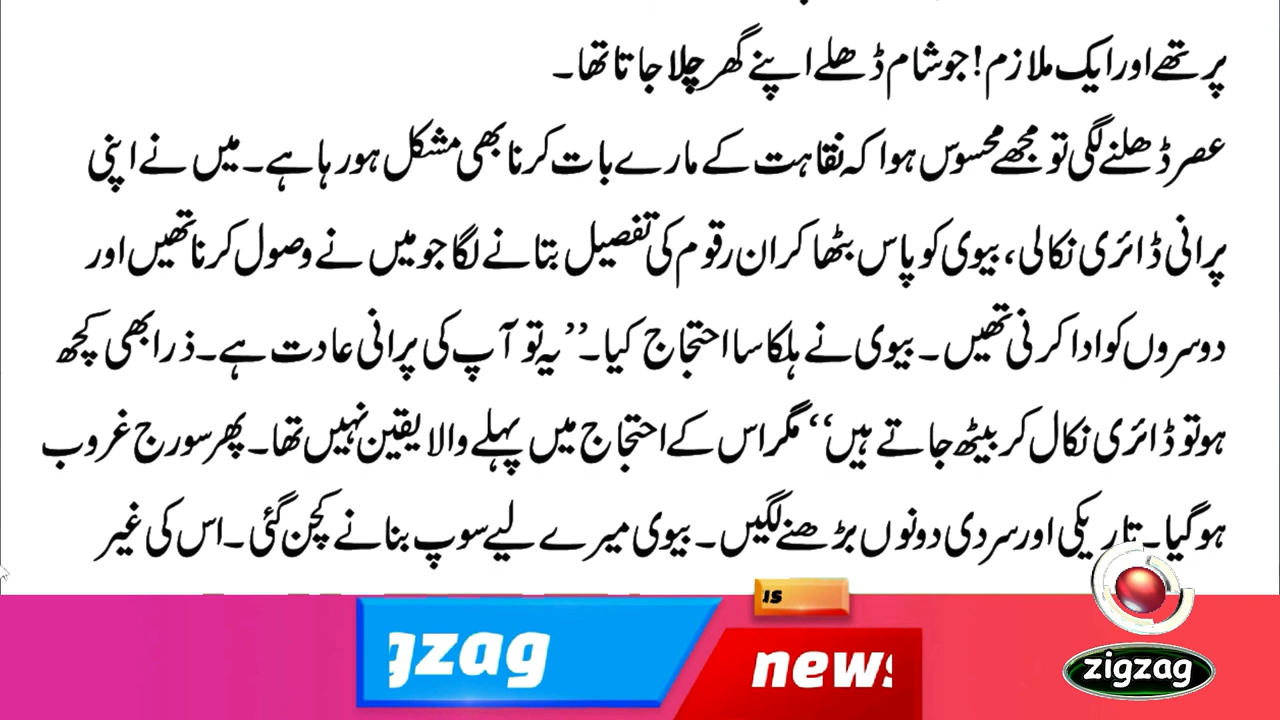 پر تھے اور ایک ملازم! جو شام ڈھلے اپنے گھر چلا جاتا تھا۔
عصر ڈھلنے لگی تو مجھے محسوس ہوا کہ نقاہت کے مارے بات کرنا بھی مشکل ہو رہا ہے۔ میں نے اپنی
پرانی ڈائری نکالی، بیوی کو پاس بٹھا کر ان رقوم کی تفصیل بتانے لگا جو میں نے وصول کرنا تھیں اور
دوسروں کو ادا کرنی تھیں۔ بیوی نے ہلکا سا احتجاج کیا۔ ”یہ تو آپ کی پرانی عادت ہے۔ ذرا بھی کچھ
ہو تو ڈائری نکال کر بیٹھ جاتے ہیں“ مگر اس کے احتجاج میں پہلے والا یقین نہیں تھا۔ پھر سورج غروب
ہو گیا۔ تاریکی اور سردی دونوں بڑھنے لگیں۔ بیوی میرے لیے سوپ بنانے کچن گئی۔ اس کی غیر
us
gzag
news
zigzag